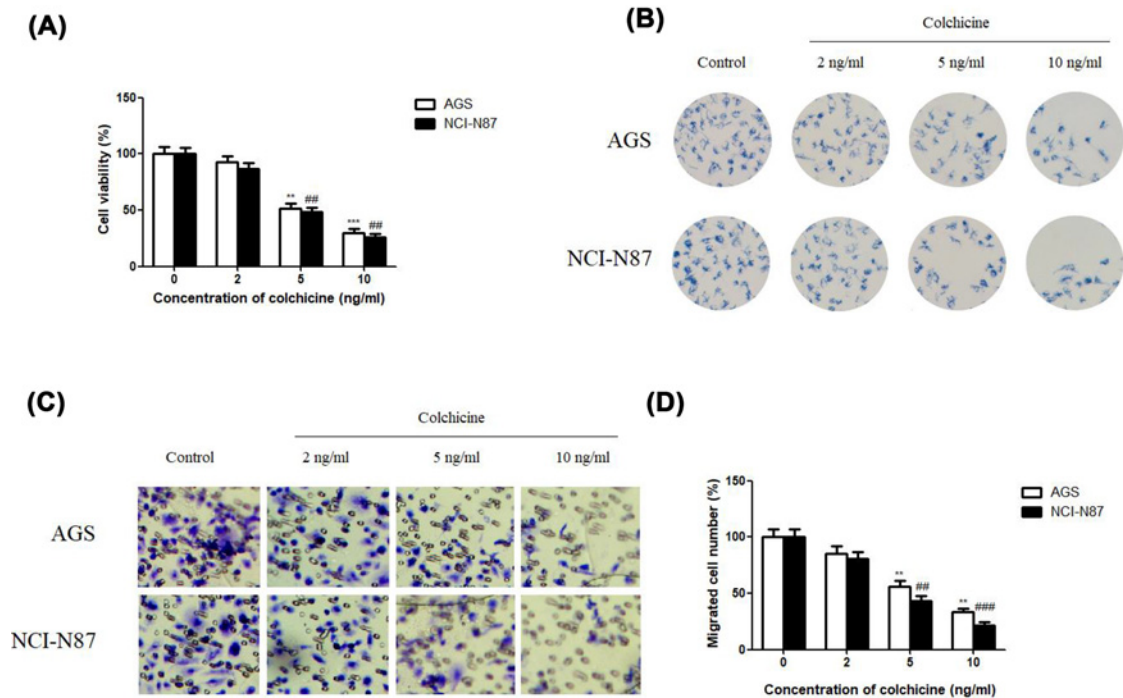 (A)
150
100
50
0
Cell viability (%)
AGS
NCI-N87
** ## *** ##
0 2 5 10
Concentration of colchicine (ng/ml)
(B)
Colchicine
Control 2 ng/ml 5 ng/ml 10 ng/ml
AGS
NCI-N87
(C)
Colchicine
Control 2 ng/ml 5 ng/ml 10 ng/ml
AGS
NCI-N87
(D)
150
100
50
0
Migrated cell number (%)
AGS
NCI-N87
** ## ** ###
0 2 5 10
Concentration of colchicine (ng/ml)